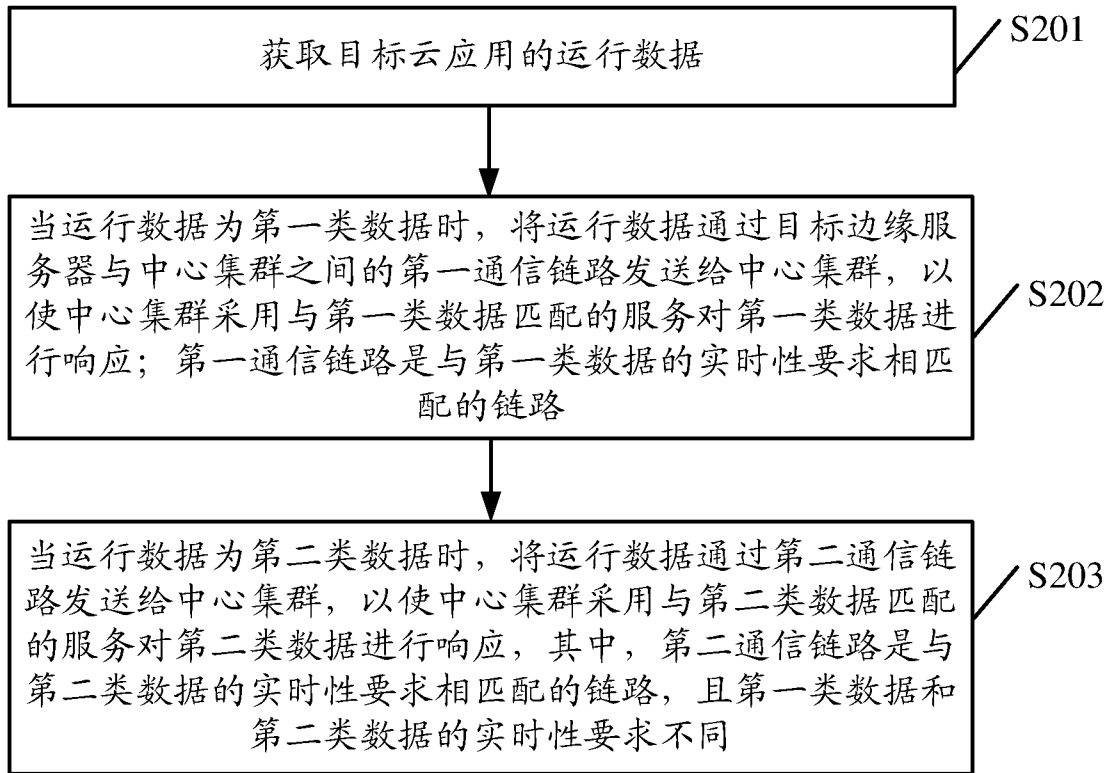 获取目标云应用的运行数据
S201
当运行数据为第一类数据时，将运行数据通过目标边缘服
务器与中心集群之间的第一通信链路发送给中心集群，以
使中心集群采用与第一类数据匹配的服务对第一类数据进
行响应；第一通信链路是与第一类数据的实时性要求相匹
配的链路
S202
当运行数据为第二类数据时，将运行数据通过第二通信链
路发送给中心集群，以使中心集群采用与第二类数据匹配
的服务对第二类数据进行响应，其中，第二通信链路是与
第二类数据的实时性要求相匹配的链路，且第一类数据和
第二类数据的实时性要求不同
S203